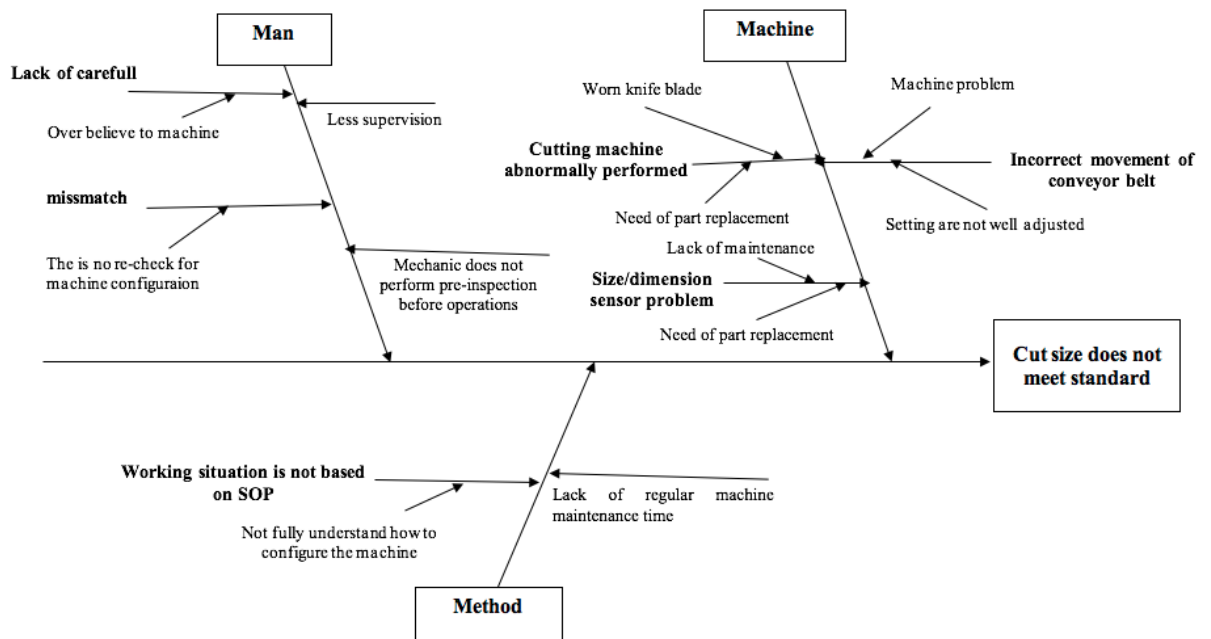 Man
Machine
Lack of carefull
Over believe to machine
Less supervision
missmatch
The is no re-check for
machine configuraion
Mechanic does not
perform pre-inspection
before operations
Worn knife blade
Machine problem
Cutting machine
abnormally performed
Incorrect movement of
conveyor belt
Need of part replacement
Setting are not well adjusted
Lack of maintenance
Size/dimension
sensor problem
Need of part replacement
Cut size does not
meet standard
Working situation is not based
on SOP
Lack of regular machine
maintenance time
Not fully understand how to
configure the machine
Method